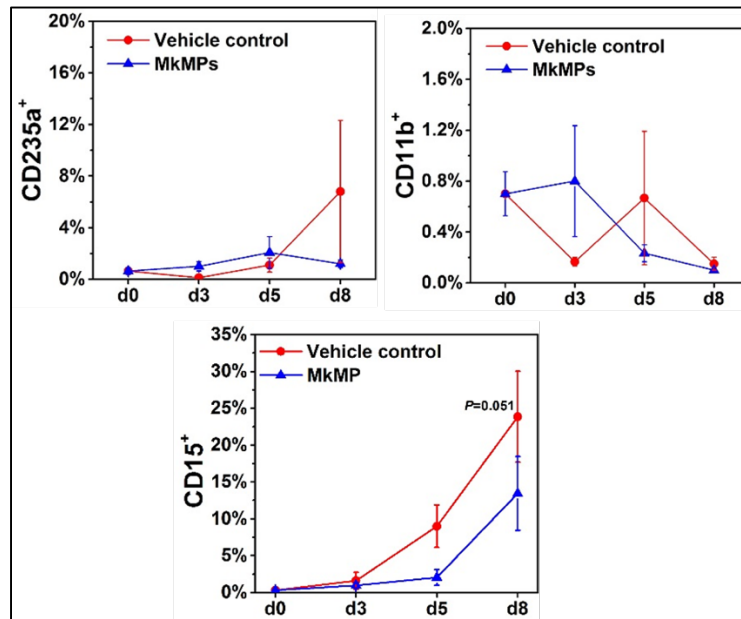 CD235a+
20%
16%
12%
8%
4%
0%
Vehicle control
MkMPs
d0 d3 d5 d8
CD11b+
2.0%
1.6%
1.2%
0.8%
0.4%
0.0%
Vehicle control
MkMPs
d0 d3 d5 d8
CD15+
35%
30%
25%
20%
15%
10%
5%
0%
Vehicle control
MkMP
P=0.051
d0 d3 d5 d8